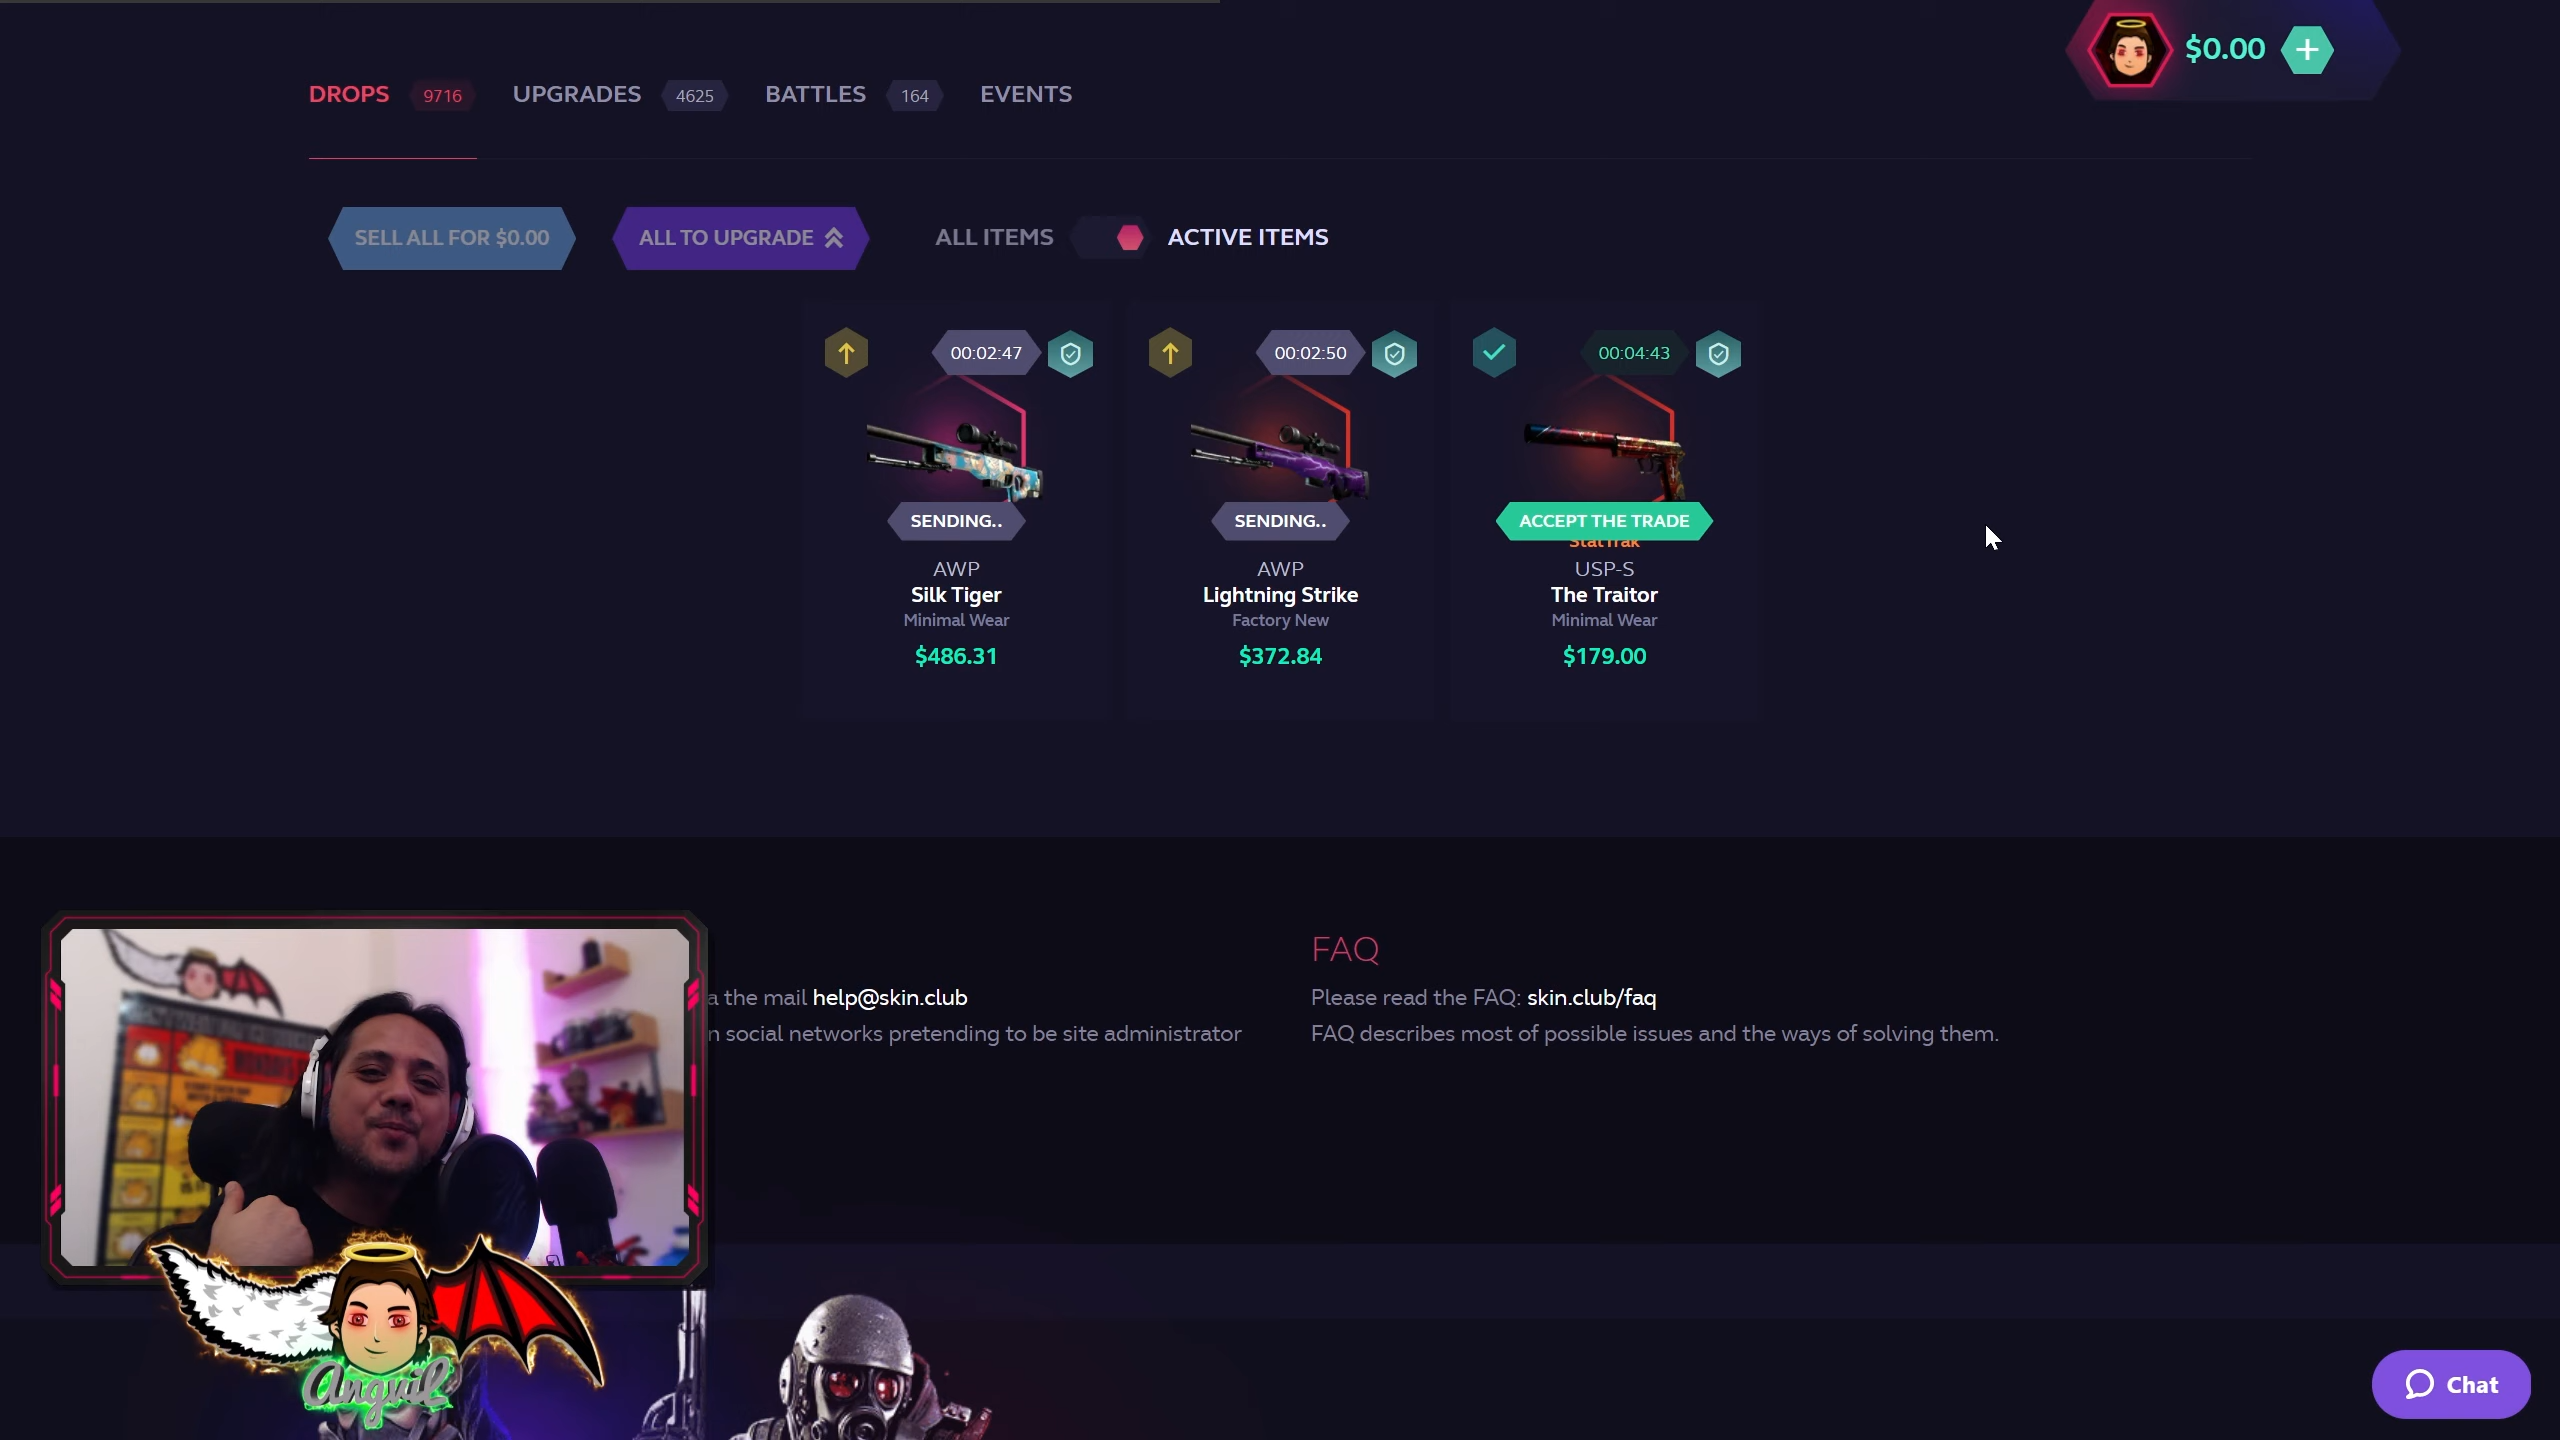 $0.00
DROPS 9716 UPGRADES 4625 BATTLES 164 EVENTS
SELL ALL FOR $0.00 ALL TO UPGRADE ALL ITEMS ACTIVE ITEMS
00:02:47
SENDING..
AWP
Silk Tiger
Minimal Wear
$486.31
00:02:50
SENDING..
AWP
Lightning Strike
Factory New
$372.84
00:04:43
ACCEPT THE TRADE
StatTrak
USP-S
The Traitor
Minimal Wear
$179.00
a the mail help@skin.club
n social networks pretending to be site administrator
FAQ
Please read the FAQ: skin.club/faq
FAQ describes most of possible issues and the ways of solving them.
Angvil
Chat